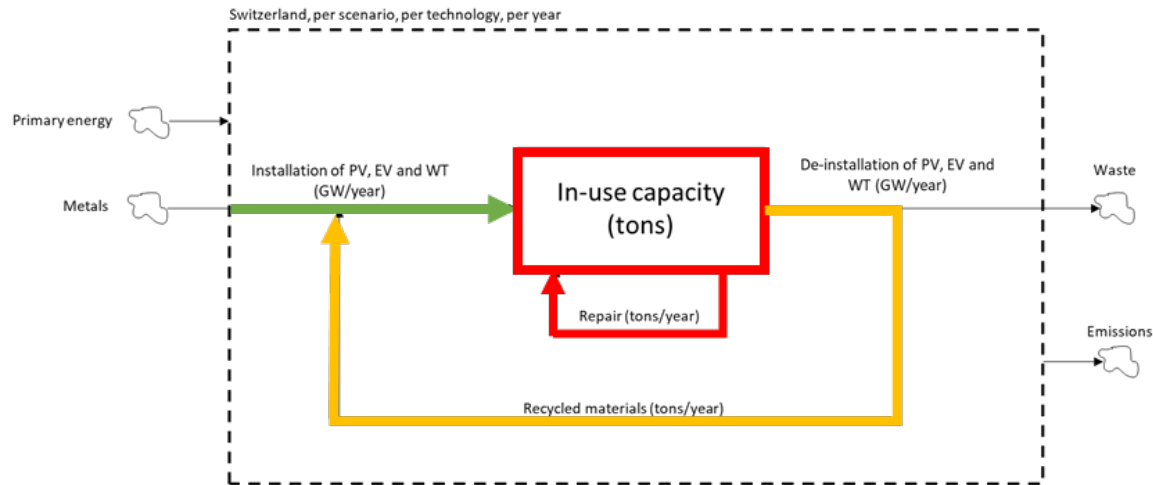 Switzerland, per scenario, per technology, per year
Primary energy
Metals
Installation of PV, EV and WT
(GW/year)
In-use capacity
(tons)
De-installation of PV, EV and
WT (GW/year)
Waste
Repair (tons/year)
Emissions
Recycled materials (tons/year)